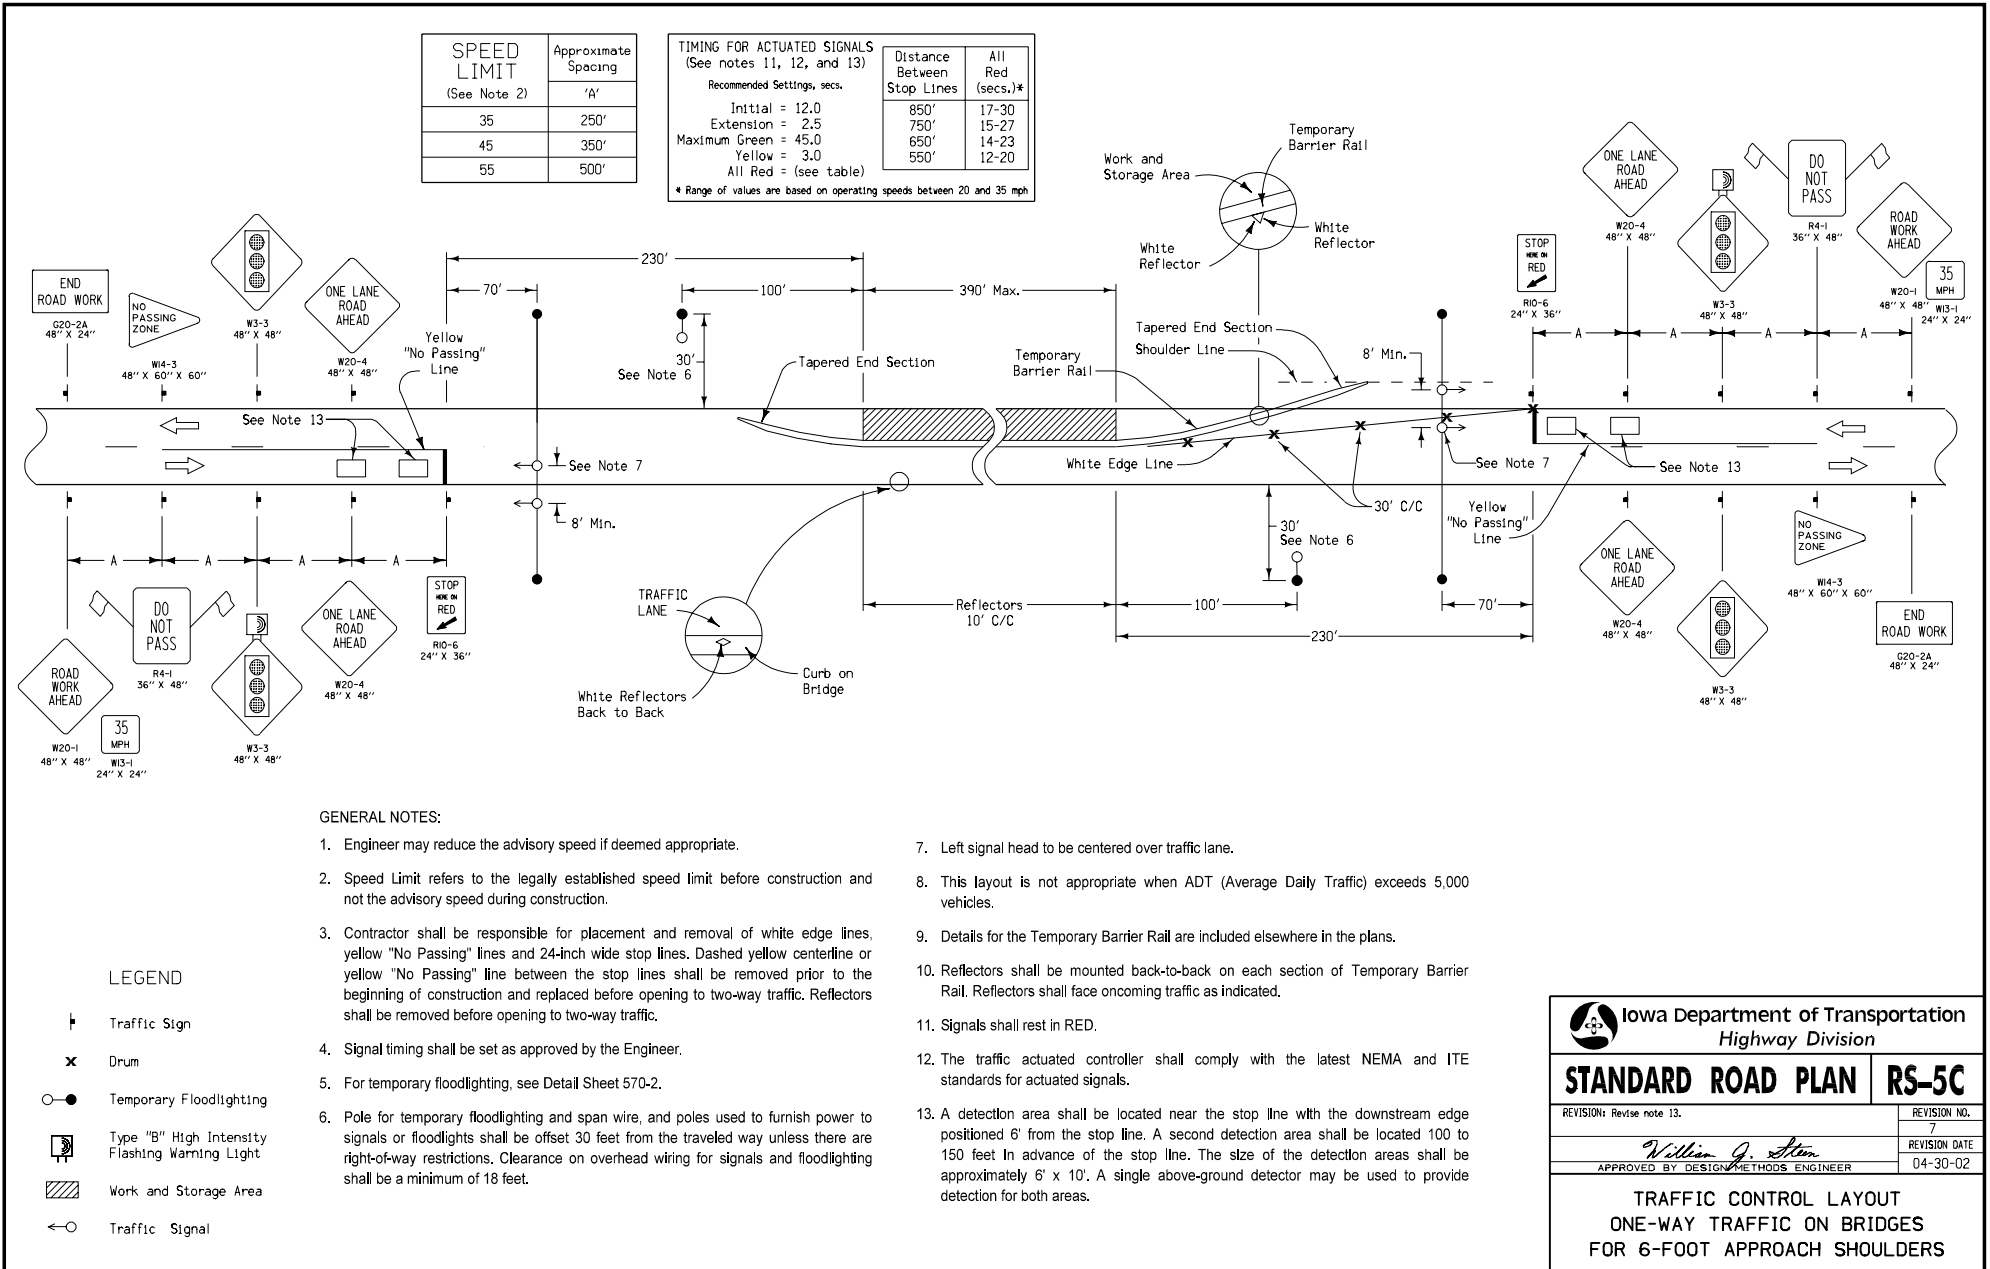 SPEED
LIMIT
(See Note 2)
Approximate
Spacing
'A'
35 250'
45 350'
55 500'
TIMING FOR ACTUATED SIGNALS
(See notes 11, 12, and 13)
Recommended Settings, secs.
Initial = 12.0
Extension = 2.5
Maximum Green = 45.0
Yellow = 3.0
All Red = (see table)
Distance
Between
Stop Lines
All
Red
(secs.)*
850' 17-30
750' 15-27
650' 14-23
550' 12-20
* Range of values are based on operating speeds between 20 and 35 mph
END
ROAD WORK
G20-2A
48'' X 24''
NO
PASSING
ZONE
W14-3
48'' X 60'' X 60''
W3-3
48'' X 48''
ONE LANE
ROAD
AHEAD
W20-4
48'' X 48''
Yellow
"No Passing"
Line
230'
70'
100'
390' Max.
30'
See Note 6
Tapered End Section
Temporary
Barrier Rail
Tapered End Section
Shoulder Line
Work and
Storage Area
Temporary
Barrier Rail
White
Reflector
White
Reflector
8' Min.
STOP
HERE ON
RED
R10-6
24'' X 36''
ONE LANE
ROAD
AHEAD
W20-4
48'' X 48''
W3-3
48'' X 48''
DO
NOT
PASS
R4-1
36'' X 48''
ROAD
WORK
AHEAD
W20-1
48'' X 48''
35
MPH
W13-1
24'' X 24''
A A A A
See Note 13
See Note 7
8' Min.
White Edge Line
30' C/C
See Note 7
See Note 13
Yellow
"No Passing"
Line
A A A A
ROAD
WORK
AHEAD
W20-1
48'' X 48''
35
MPH
W13-1
24'' X 24''
DO
NOT
PASS
R4-1
36'' X 48''
W3-3
48'' X 48''
ONE LANE
ROAD
AHEAD
W20-4
48'' X 48''
STOP
HERE ON
RED
R10-6
24'' X 36''
TRAFFIC
LANE
White Reflectors
Back to Back
Curb on
Bridge
Reflectors
10' C/C
30'
See Note 6
100'
70'
230'
ONE LANE
ROAD
AHEAD
W20-4
48'' X 48''
W3-3
48'' X 48''
NO
PASSING
ZONE
W14-3
48'' X 60'' X 60''
END
ROAD WORK
G20-2A
48'' X 24''
LEGEND
Traffic Sign
Drum
Temporary Floodlighting
Type "B" High Intensity
Flashing Warning Light
Work and Storage Area
Traffic Signal
GENERAL NOTES:
1. Engineer may reduce the advisory speed if deemed appropriate.
2. Speed Limit refers to the legally established speed limit before construction and
not the advisory speed during construction.
3. Contractor shall be responsible for placement and removal of white edge lines,
yellow "No Passing" lines and 24-inch wide stop lines. Dashed yellow centerline or
yellow "No Passing" line between the stop lines shall be removed prior to the
beginning of construction and replaced before opening to two-way traffic. Reflectors
shall be removed before opening to two-way traffic.
4. Signal timing shall be set as approved by the Engineer.
5. For temporary floodlighting, see Detail Sheet 570-2.
6. Pole for temporary floodlighting and span wire, and poles used to furnish power to
signals or floodlights shall be offset 30 feet from the traveled way unless there are
right-of-way restrictions. Clearance on overhead wiring for signals and floodlighting
shall be a minimum of 18 feet.
7. Left signal head to be centered over traffic lane.
8. This layout is not appropriate when ADT (Average Daily Traffic) exceeds 5,000
vehicles.
9. Details for the Temporary Barrier Rail are included elsewhere in the plans.
10. Reflectors shall be mounted back-to-back on each section of Temporary Barrier
Rail. Reflectors shall face oncoming traffic as indicated.
11. Signals shall rest in RED.
12. The traffic actuated controller shall comply with the latest NEMA and ITE
standards for actuated signals.
13. A detection area shall be located near the stop line with the downstream edge
positioned 6' from the stop line. A second detection area shall be located 100 to
150 feet in advance of the stop line. The size of the detection areas shall be
approximately 6' x 10'. A single above-ground detector may be used to provide
detection for both areas.
Iowa Department of Transportation
Highway Division
STANDARD ROAD PLAN RS-5C
REVISION: Revise note 13.
REVISION NO.
7
REVISION DATE
04-30-02
William J. Stein
APPROVED BY DESIGN METHODS ENGINEER
TRAFFIC CONTROL LAYOUT
ONE-WAY TRAFFIC ON BRIDGES
FOR 6-FOOT APPROACH SHOULDERS